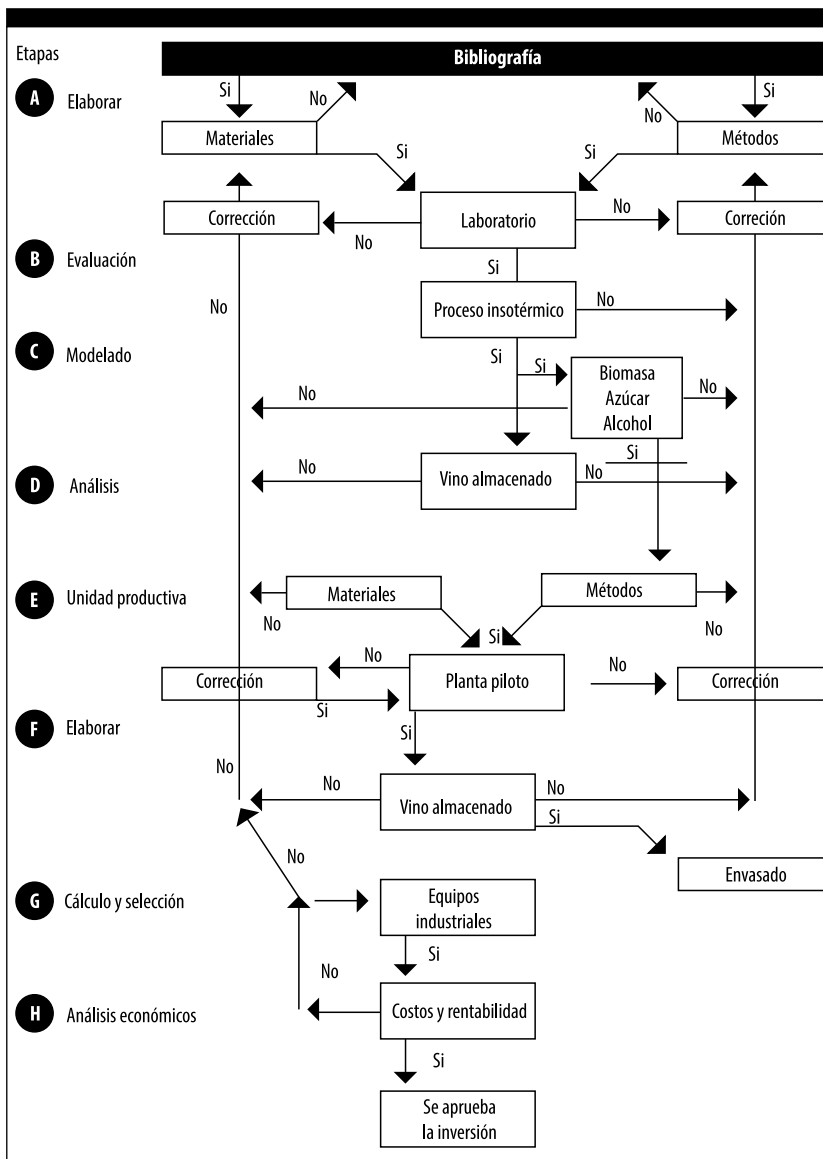 Etapas
Bibliografía
Si
No
No
Si
A
Elaborar
Materiales
Métodos
Si
Si
Corrección
Laboratorio
Correción
No
No
B
Evaluación
Si
No
Proceso insotérmico
No
C
Modelado
Si
Si
Biomasa
Azúcar
Alcohol
No
No
Si
D
Análisis
No
Vino almacenado
No
E
Unidad productiva
Materiales
Métodos
No
Si
No
Corrección
No
Planta piloto
No
Corrección
Si
F
Elaborar
Si
No
No
Vino almacenado
No
Si
No
Envasado
G
Cálculo y selección
Equipos
industriales
Si
No
H
Análisis económicos
Costos y rentabilidad
Si
Se aprueba
la inversión